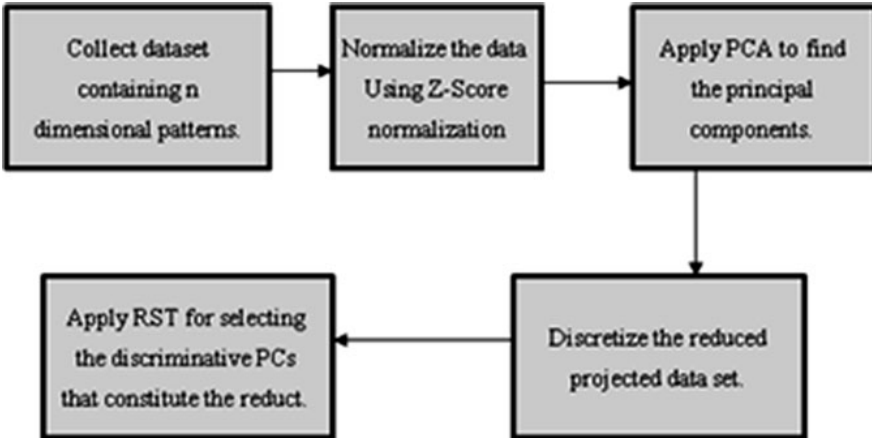 Collect dataset
containing n
dimensional patterns.
Normalize the data
Using Z-Score
normalization
Apply PCA to find
the principal
components.
Discretize the reduced
projected data set.
Apply RST for selecting
the discriminative PCs
that constitute the reduct.